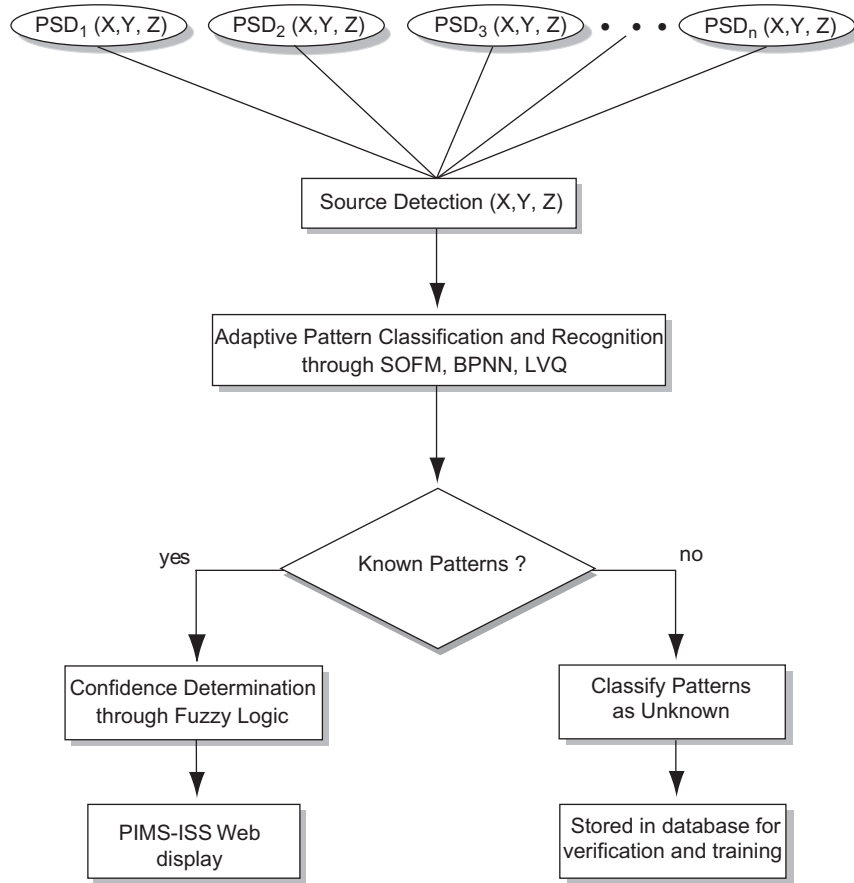 PSD1 (X,Y, Z) PSD2 (X,Y, Z) PSD3 (X,Y, Z) • • • PSDn (X,Y, Z)
Source Detection (X,Y, Z)
Adaptive Pattern Classification and Recognition
through SOFM, BPNN, LVQ
Known Patterns ?
yes
no
Confidence Determination
through Fuzzy Logic
Classify Patterns
as Unknown
PIMS-ISS Web
display
Stored in database for
verification and training